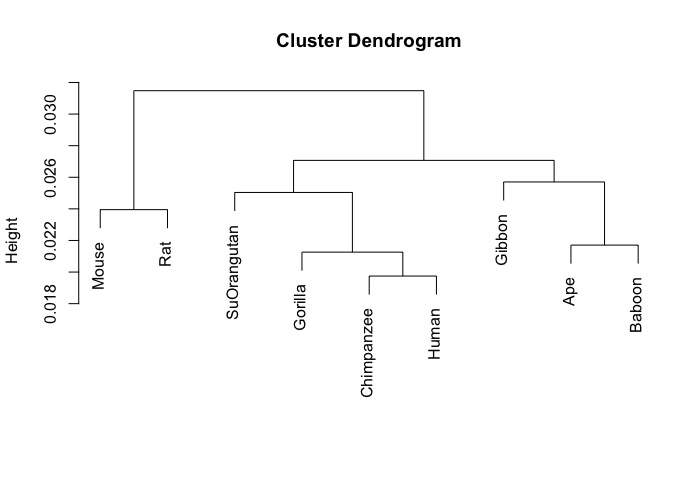 Cluster Dendrogram
Height
0.030
0.026
0.022
0.018
Mouse
Rat
SuOrangutan
Gorilla
Chimpanzee
Human
Gibbon
Ape
Baboon